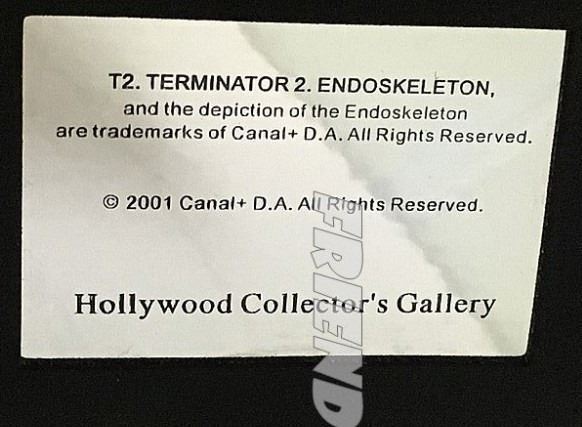 T2. TERMINATOR 2. ENDOSKELETON,
and the depiction of the Endoskeleton
are trademarks of Canal+ D.A. All Rights Reserved.
© 2001 Canal+ D.A. All Rights Reserved.
Hollywood Collector's Gallery
FRIEND